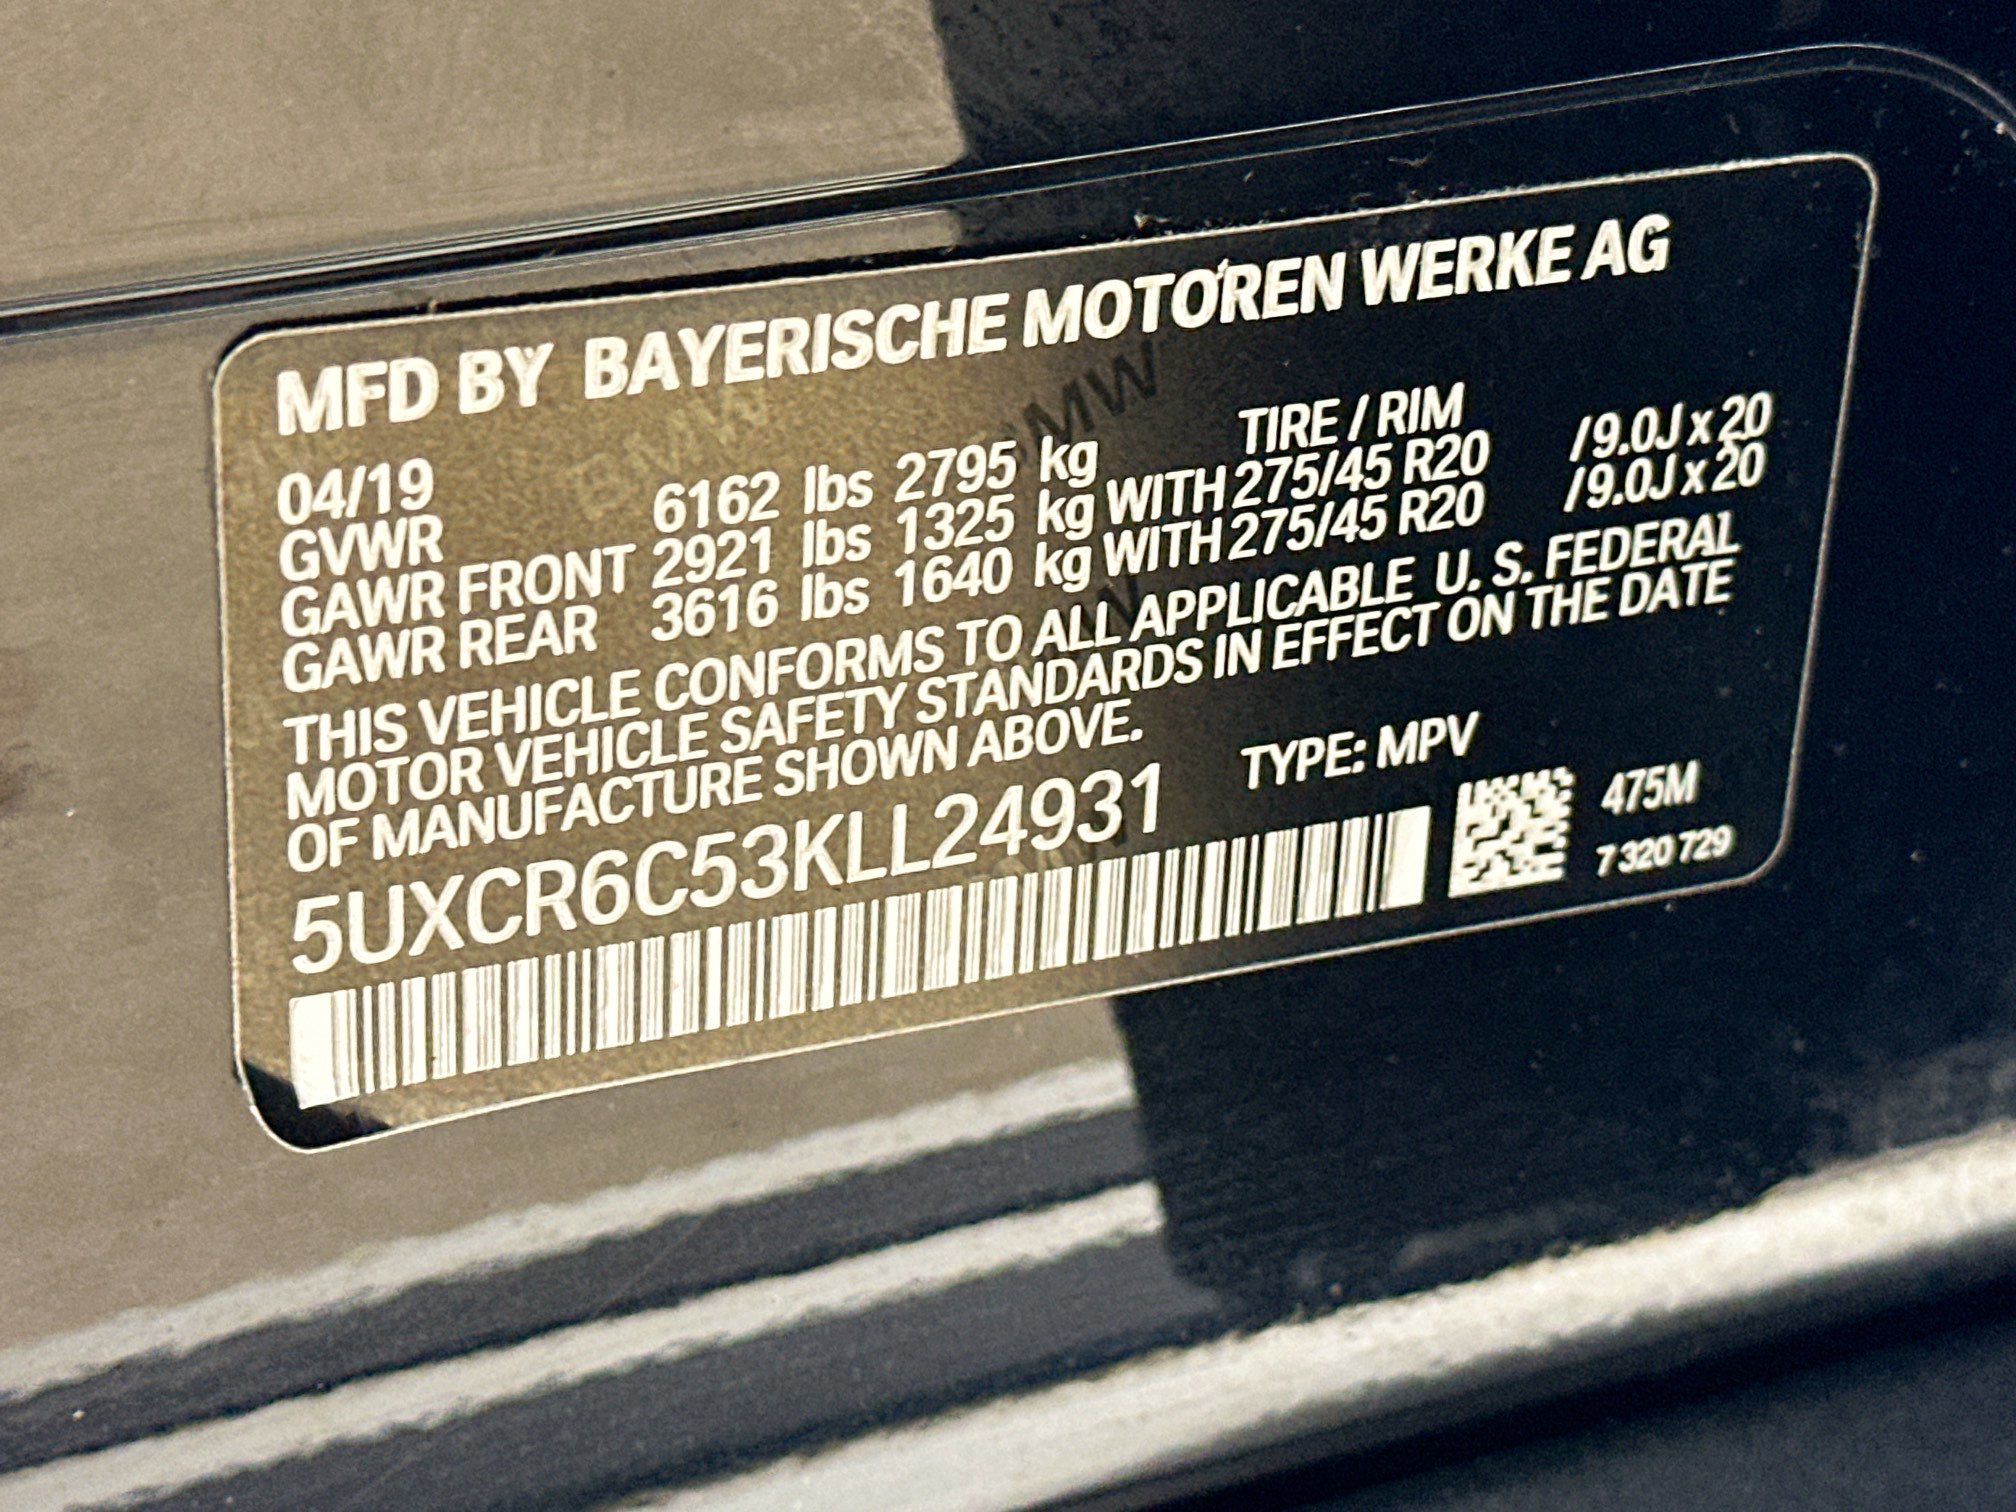 MFD BY BAYERISCHE MOTOREN WERKE AG
04/19 TIRE / RIM
GVWR 6162 lbs 2795 kg
GAWR FRONT 2921 lbs 1325 kg WITH 275/45 R20 /9.0J x 20
GAWR REAR 3616 lbs 1640 kg WITH 275/45 R20 /9.0J x 20
THIS VEHICLE CONFORMS TO ALL APPLICABLE U. S. FEDERAL
MOTOR VEHICLE SAFETY STANDARDS IN EFFECT ON THE DATE
OF MANUFACTURE SHOWN ABOVE.
TYPE: MPV
5UXCR6C53KLL24931
475M
7 320 729
BMW
BMW